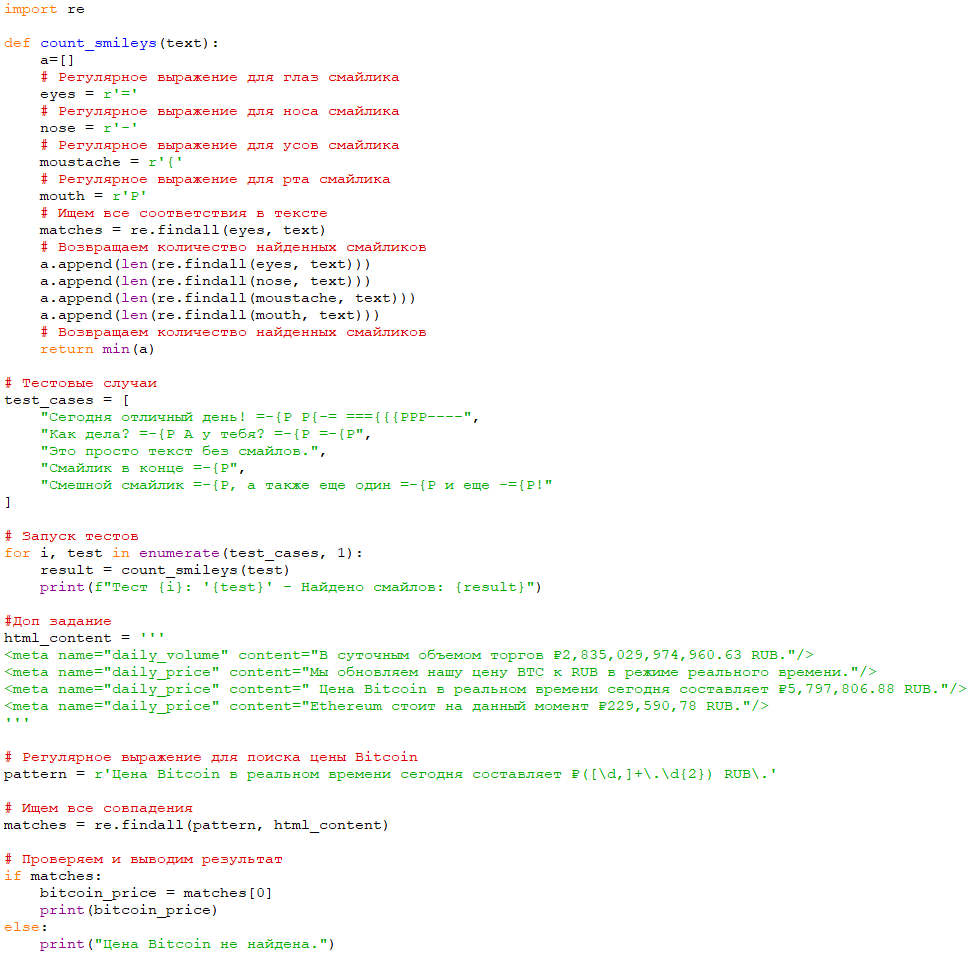 import re

def count_smileys(text):
    a=[]
    # Регулярное выражение для глаз смайлика
    eyes = r'='
    # Регулярное выражение для носа смайлика
    nose = r'-'
    # Регулярное выражение для усов смайлика
    moustache = r'{'
    # Регулярное выражение для рта смайлика
    mouth = r'P'
    # Ищем все соответствия в тексте
    matches = re.findall(eyes, text)
    # Возвращаем количество найденных смайликов
    a.append(len(re.findall(eyes, text)))
    a.append(len(re.findall(nose, text)))
    a.append(len(re.findall(moustache, text)))
    a.append(len(re.findall(mouth, text)))
    # Возвращаем количество найденных смайликов
    return min(a)

# Тестовые случаи
test_cases = [
    "Сегодня отличный день! =-{P P{-= ==={{{PPP----",
    "Как дела? =-{P А у тебя? =-{P =-{P",
    "Это просто текст без смайлов.",
    "Смайлик в конце =-{P",
    "Смешной смайлик =-{P, а также еще один =-{P и еще -={P!"
]

# Запуск тестов
for i, test in enumerate(test_cases, 1):
    result = count_smileys(test)
    print(f"Тест {i}: '{test}' - Найдено смайлов: {result}")

#Доп задание
html_content = '''
<meta name="daily_volume" content="В суточным объемом торгов ₽2,835,029,974,960.63 RUB."/>
<meta name="daily_price" content="Мы обновляем нашу цену BTC к RUB в режиме реального времени."/>
<meta name="daily_price" content=" Цена Bitcoin в реальном времени сегодня составляет ₽5,797,806.88 RUB."/>
<meta name="daily_price" content="Ethereum стоит на данный момент ₽229,590,78 RUB."/>
'''

# Регулярное выражение для поиска цены Bitcoin
pattern = r'Цена Bitcoin в реальном времени сегодня составляет ₽([\d,]+\.\d{2}) RUB\.'

# Ищем все совпадения
matches = re.findall(pattern, html_content)

# Проверяем и выводим результат
if matches:
    bitcoin_price = matches[0]
    print(bitcoin_price)
else:
    print("Цена Bitcoin не найдена.")